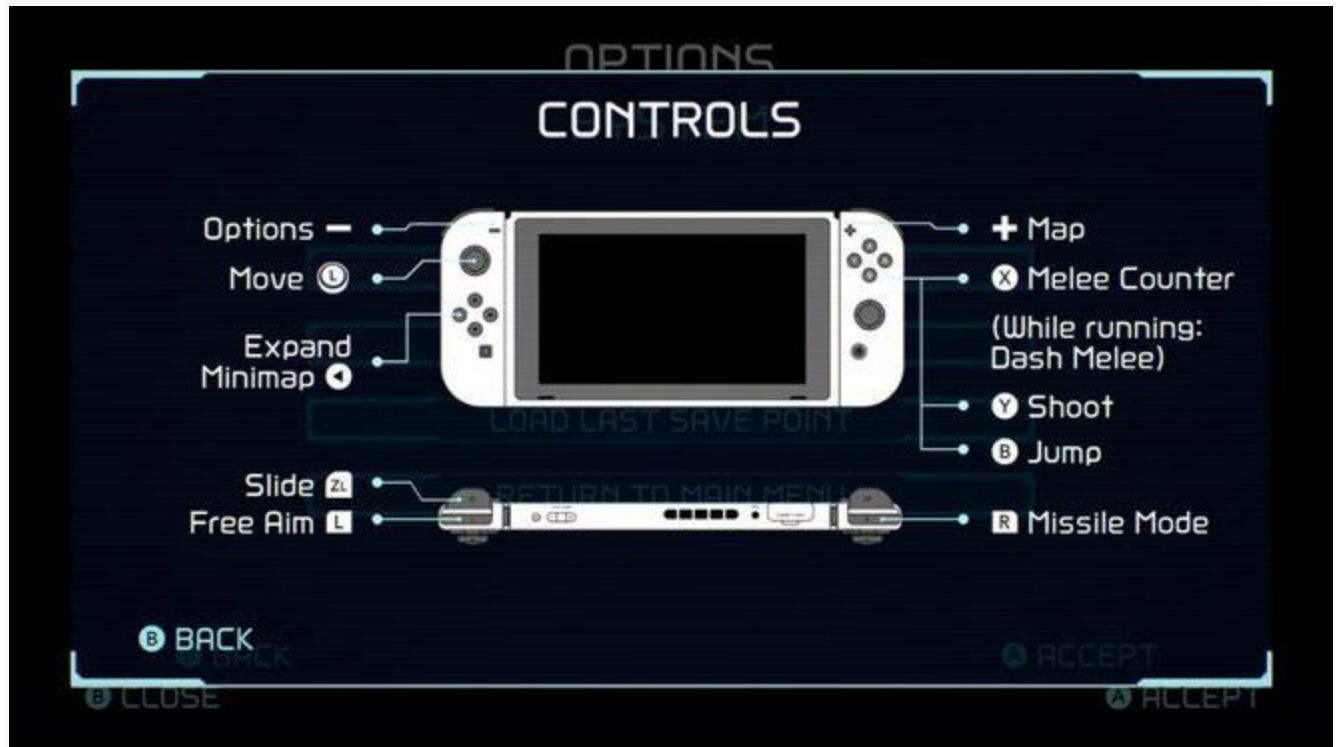 OPTIONS
CONTROLS
Options −
Move L
Expand
Minimap ◀
Slide ZL
Free Aim L
+ Map
X Melee Counter
(While running:
Dash Melee)
Y Shoot
B Jump
R Missile Mode
LOAD LAST SAVE POINT
RETURN TO MAIN MENU
B BACK
BACK
A ACCEPT
B CLOSE
A ACCEPT